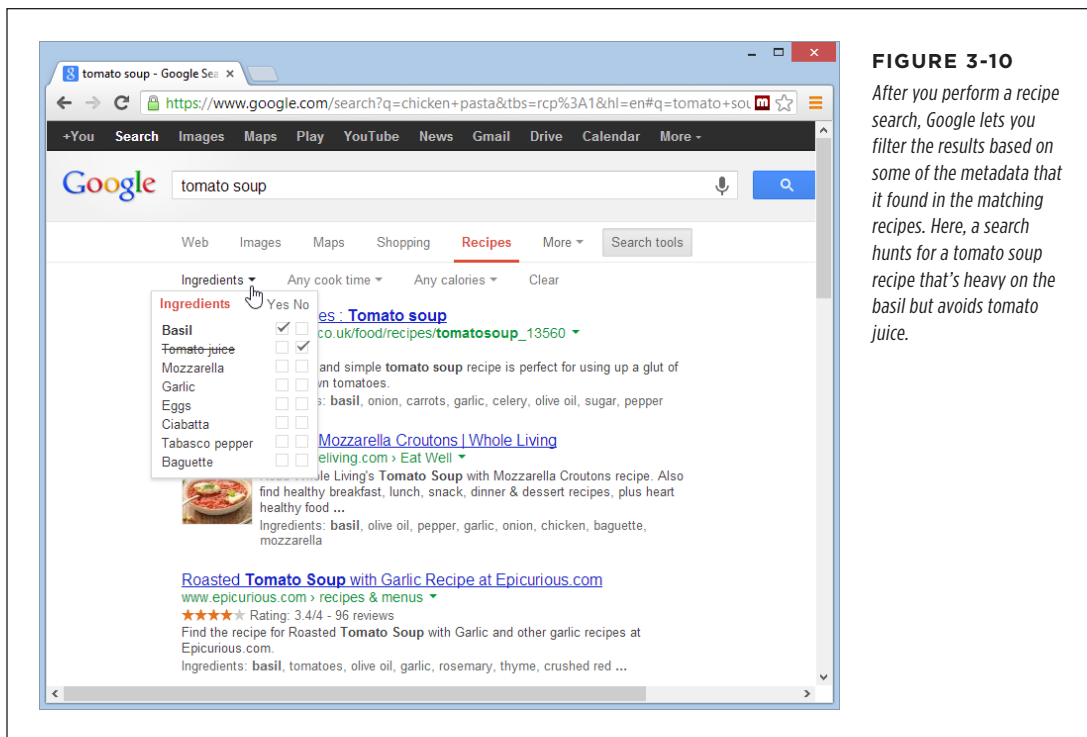 tomato soup - Google Sea
https://www.google.com/search?q=chicken+pasta&tbs=rcp%3A1&hl=en#q=tomato+sou
+You Search Images Maps Play YouTube News Gmail Drive Calendar More
Google tomato soup
Web Images Maps Shopping Recipes More Search tools
Ingredients Any cook time Any calories Clear
Ingredients Yes No
Basil
Tomato juice
Mozzarella
Garlic
Eggs
Ciabatta
Tabasco pepper
Baguette
es : Tomato soup
co.uk/food/recipes/tomatosoup_13560
and simple tomato soup recipe is perfect for using up a glut of
tomatoes.
basil, onion, carrots, garlic, celery, olive oil, sugar, pepper
Mozzarella Croutons | Whole Living
eliving.com › Eat Well
Living's Tomato Soup with Mozzarella Croutons recipe. Also
find healthy breakfast, lunch, snack, dinner & dessert recipes, plus heart
healthy food ...
Ingredients: basil, olive oil, pepper, garlic, onion, chicken, baguette,
mozzarella
Roasted Tomato Soup with Garlic Recipe at Epicurious.com
www.epicurious.com › recipes & menus
Rating: 3.4/4 - 96 reviews
Find the recipe for Roasted Tomato Soup with Garlic and other garlic recipes at
Epicurious.com.
Ingredients: basil, tomatoes, olive oil, garlic, rosemary, thyme, crushed red ...
FIGURE 3-10
After you perform a recipe
search, Google lets you
filter the results based on
some of the metadata that
it found in the matching
recipes. Here, a search
hunts for a tomato soup
recipe that's heavy on the
basil but avoids tomato
juice.